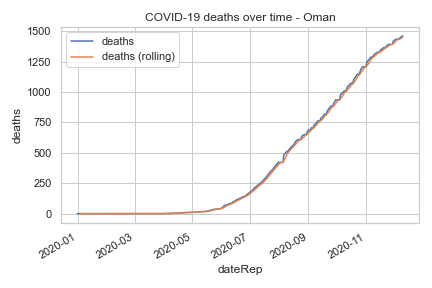 COVID-19 deaths over time - Oman
deaths
deaths (rolling)
1500
1250
1000
750
500
250
0
deaths
2020-01
2020-03
2020-05
2020-07
2020-09
2020-11
dateRep